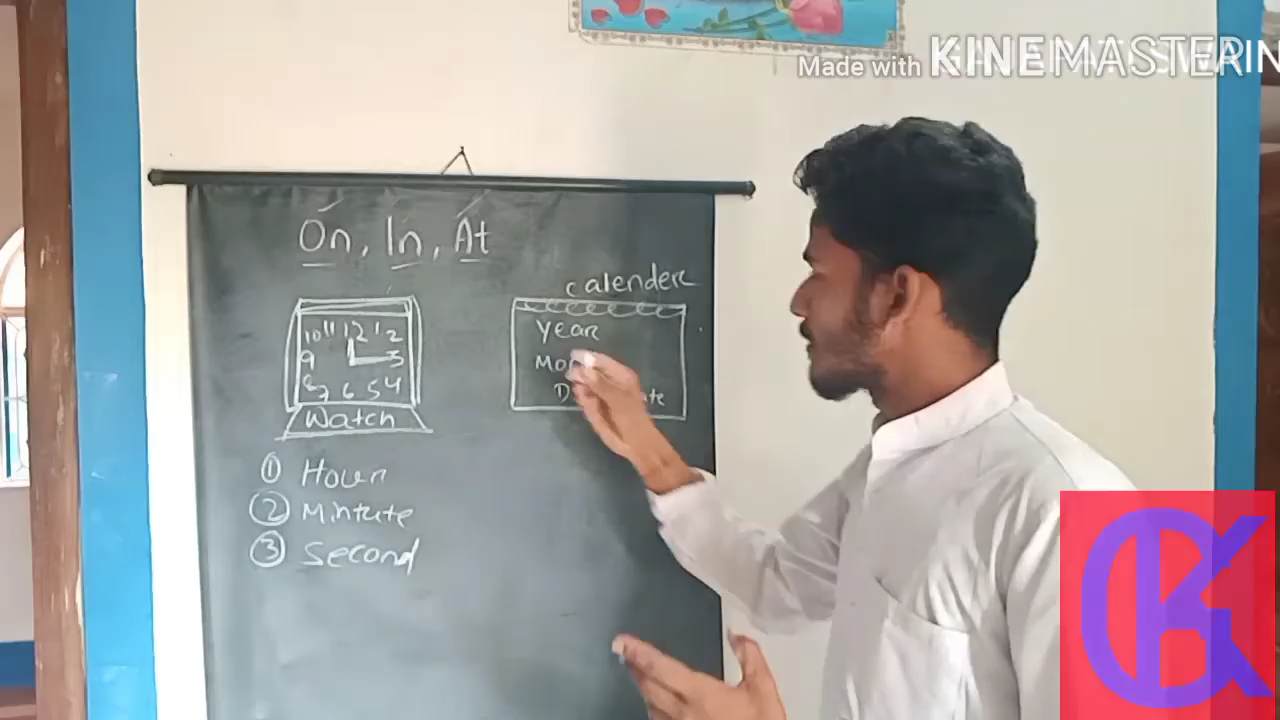 Made with KINEMASTER
On, In, At
calender
10 11 12 1 2
9 3
8 7 6 5 4
Watch
Year
① Hour
② Mintute
③ Second